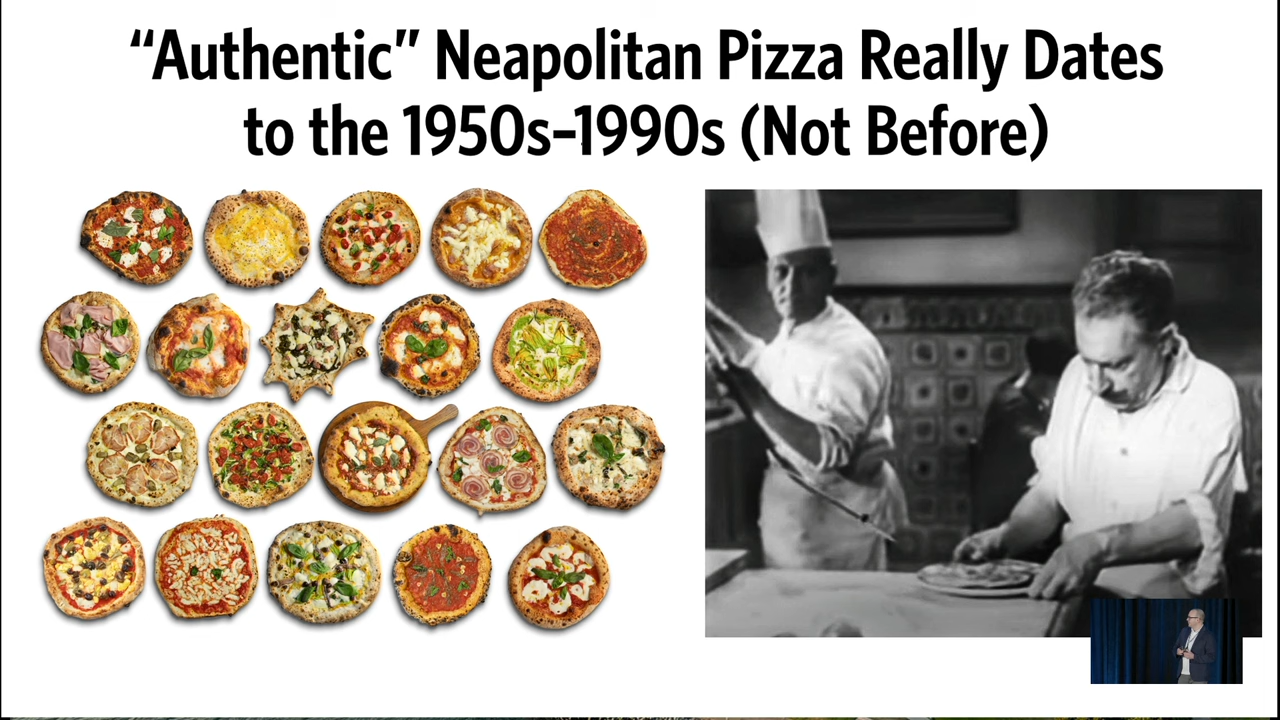 “Authentic” Neapolitan Pizza Really Dates
to the 1950s–1990s (Not Before)